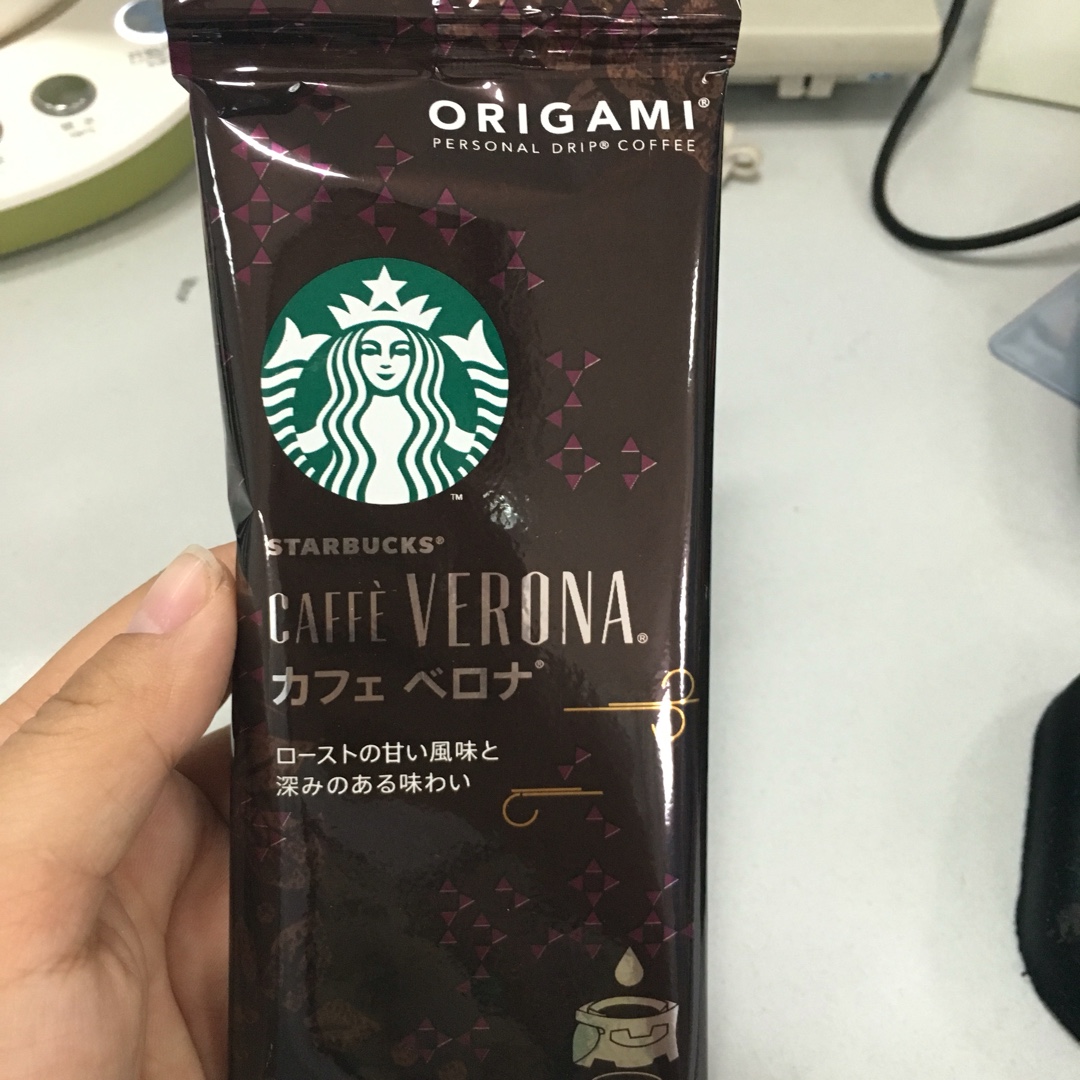 ORIGAMI®
PERSONAL DRIP® COFFEE
™
STARBUCKS®
CAFFÈ VERONA®
カフェ ベロナ®
ローストの甘い風味と
深みのある味わい